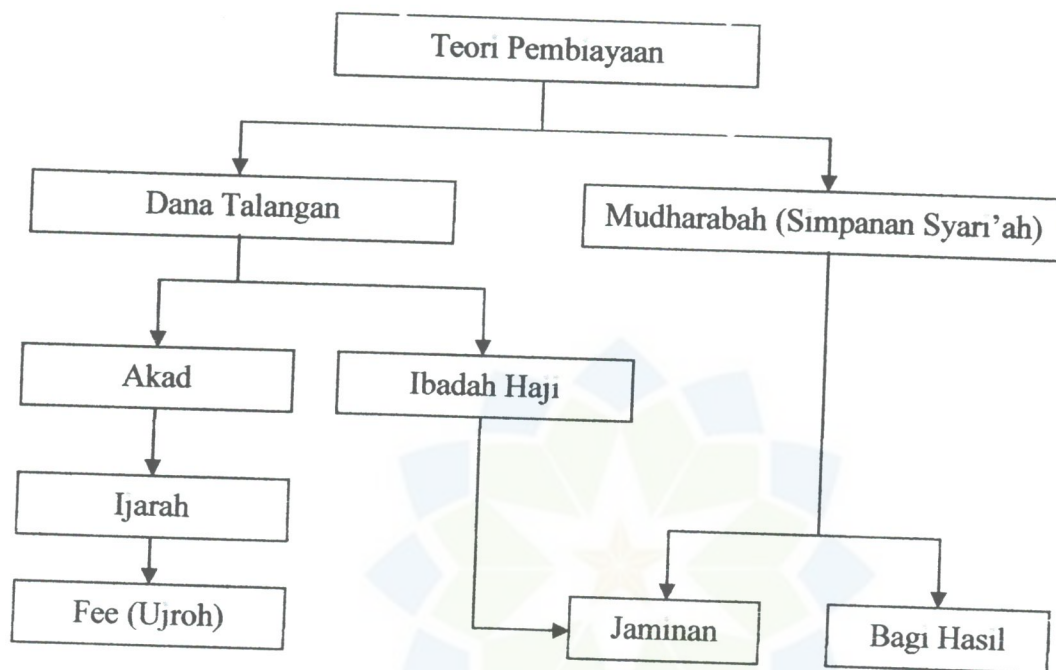 Teori Pembiayaan
Dana Talangan
Mudharabah (Simpanan Syari'ah)
Akad
Ibadah Haji
Ijarah
Fee (Ujroh)
Jaminan
Bagi Hasil